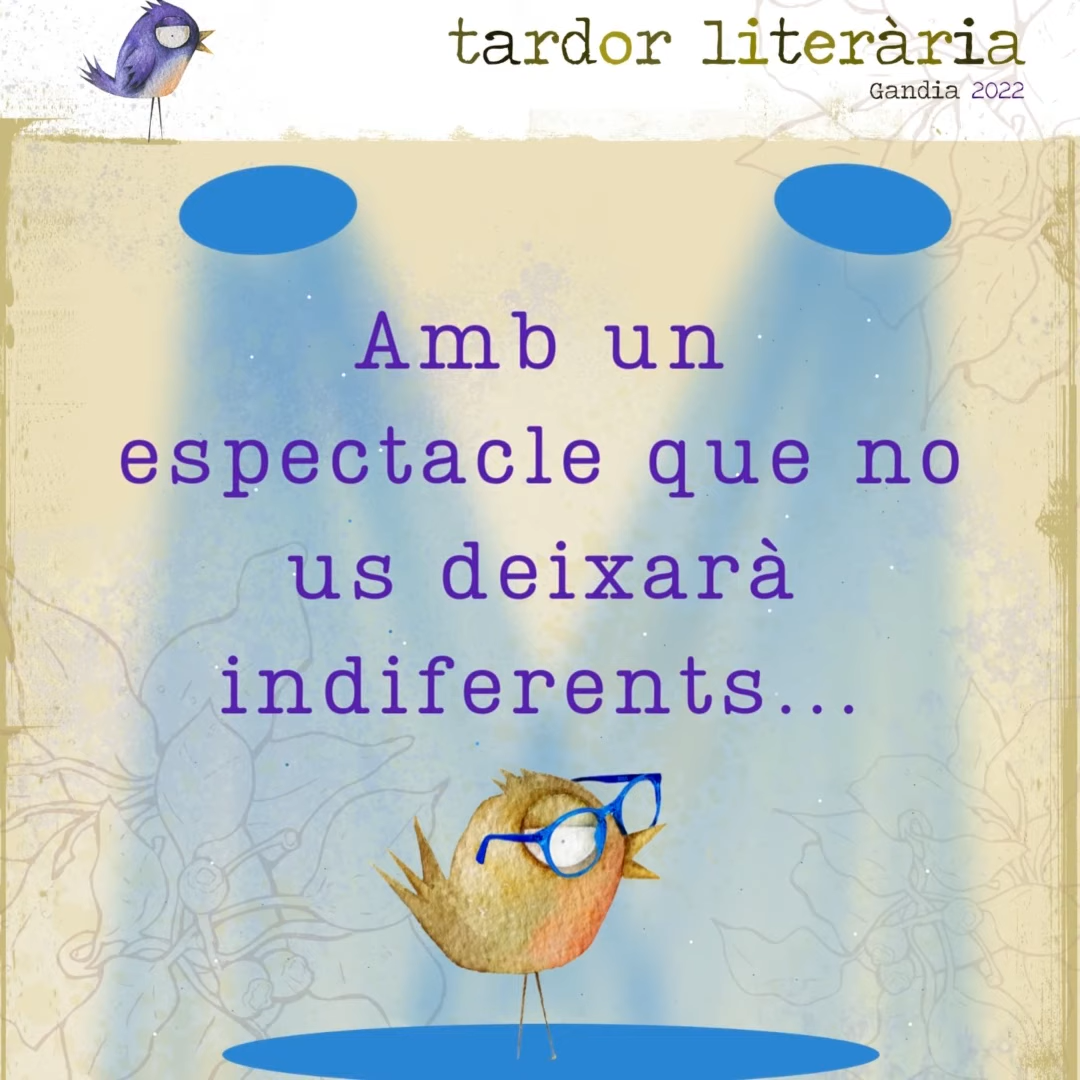 tardor literària
Gandia 2022
Amb un
espectacle que no
us deixarà
indiferents...